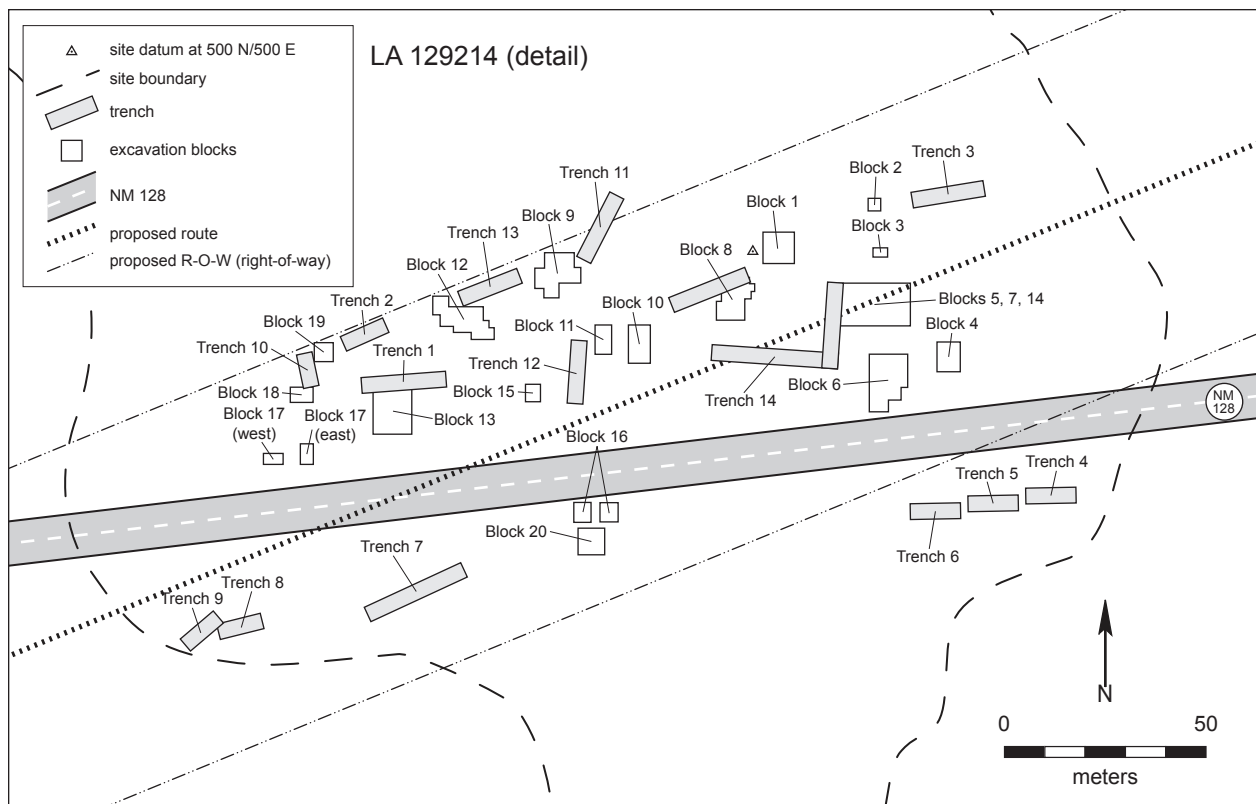 LA 129214 (detail)
site datum at 500 N/500 E
site boundary
trench
excavation blocks
NM 128
proposed route
proposed R-O-W (right-of-way)
Trench 11
Block 2
Trench 3
Block 9
Block 1
Block 3
Trench 13
Block 8
Block 12
Block 10
Blocks 5, 7, 14
Trench 2
Block 19
Block 11
Block 4
Trench 10
Trench 1
Trench 12
Block 18
Block 15
Block 6
Trench 14
Block 17
(west)
Block 17
(east)
Block 13
NM
128
Block 16
Trench 5
Trench 4
Block 20
Trench 6
Trench 7
Trench 8
Trench 9
N
0
50
meters